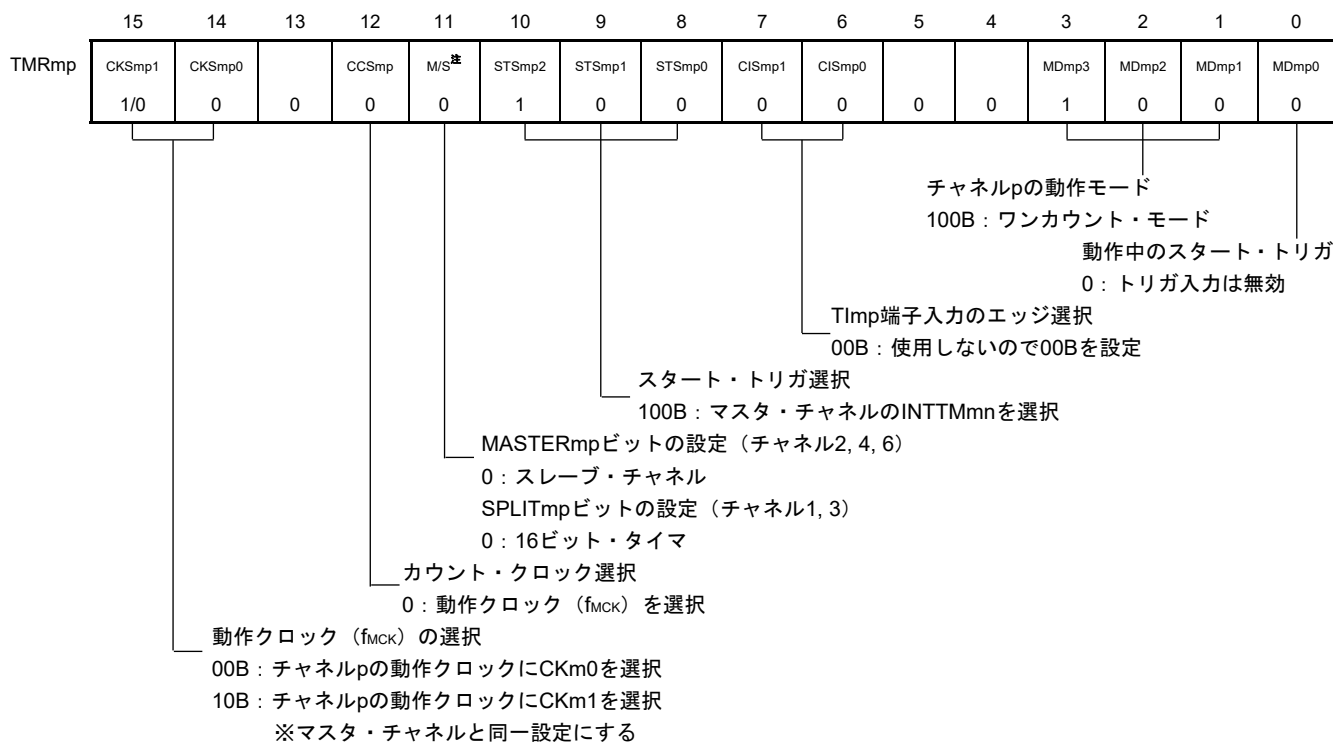 15 14 13 12 11 10 9 8 7 6 5 4 3 2 1 0
TMRmp CKSmp1 CKSmp0 CCSmp M/S注 STSmp2 STSmp1 STSmp0 CISmp1 CISmp0 MDmp3 MDmp2 MDmp1 MDmp0
1/0 0 0 0 0 1 0 0 0 0 0 0 1 0 0 0
チャネルpの動作モード
100B：ワンカウント・モード
動作中のスタート・トリガ
0：トリガ入力は無効
TImp端子入力のエッジ選択
00B：使用しないので00Bを設定
スタート・トリガ選択
100B：マスタ・チャネルのINTTMmnを選択
MASTERmpビットの設定（チャネル2, 4, 6）
0：スレーブ・チャネル
SPLITmpビットの設定（チャネル1, 3）
0：16ビット・タイマ
カウント・クロック選択
0：動作クロック（fMCK）を選択
動作クロック（fMCK）の選択
00B：チャネルpの動作クロックにCKm0を選択
10B：チャネルpの動作クロックにCKm1を選択
※マスタ・チャネルと同一設定にする